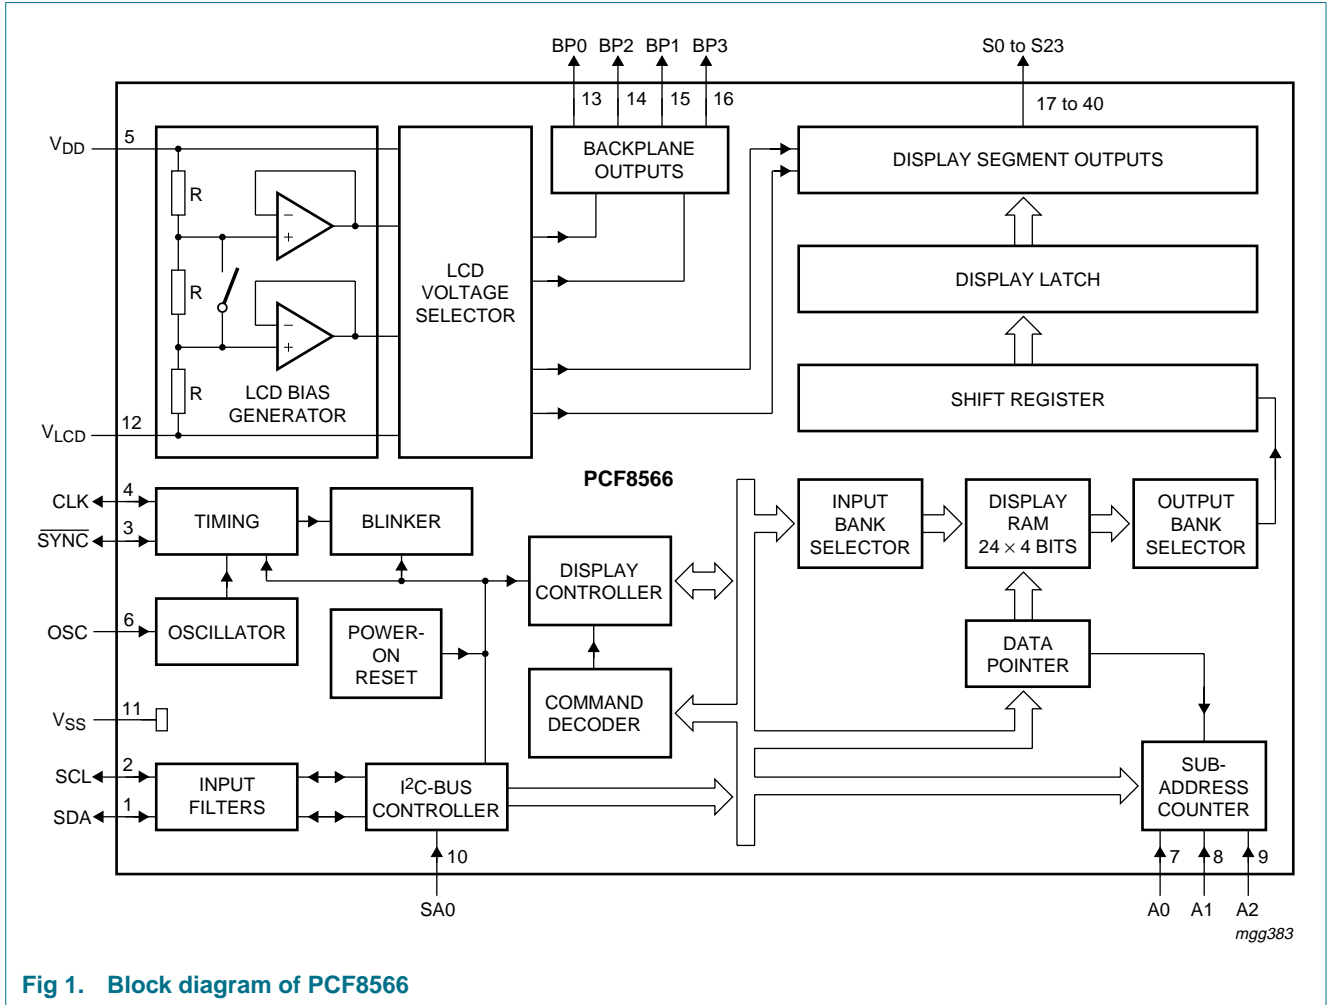 BP0 BP2 BP1 BP3 S0 to S23
13 14 15 16 17 to 40
VDD 5
BACKPLANE
OUTPUTS
DISPLAY SEGMENT OUTPUTS
R
−
+
R
−
+
R
LCD
VOLTAGE
SELECTOR
DISPLAY LATCH
LCD BIAS
GENERATOR
SHIFT REGISTER
VLCD 12
PCF8566
CLK 4
SYNC 3
TIMING
BLINKER
INPUT
BANK
SELECTOR
DISPLAY
RAM
24 × 4 BITS
OUTPUT
BANK
SELECTOR
DISPLAY
CONTROLLER
OSC 6
OSCILLATOR
POWER-
ON
RESET
DATA
POINTER
COMMAND
DECODER
VSS 11
SCL 2
SDA 1
INPUT
FILTERS
I2C-BUS
CONTROLLER
SUB-
ADDRESS
COUNTER
10 7 8 9
SA0 A0 A1 A2
mgg383
Fig 1. Block diagram of PCF8566